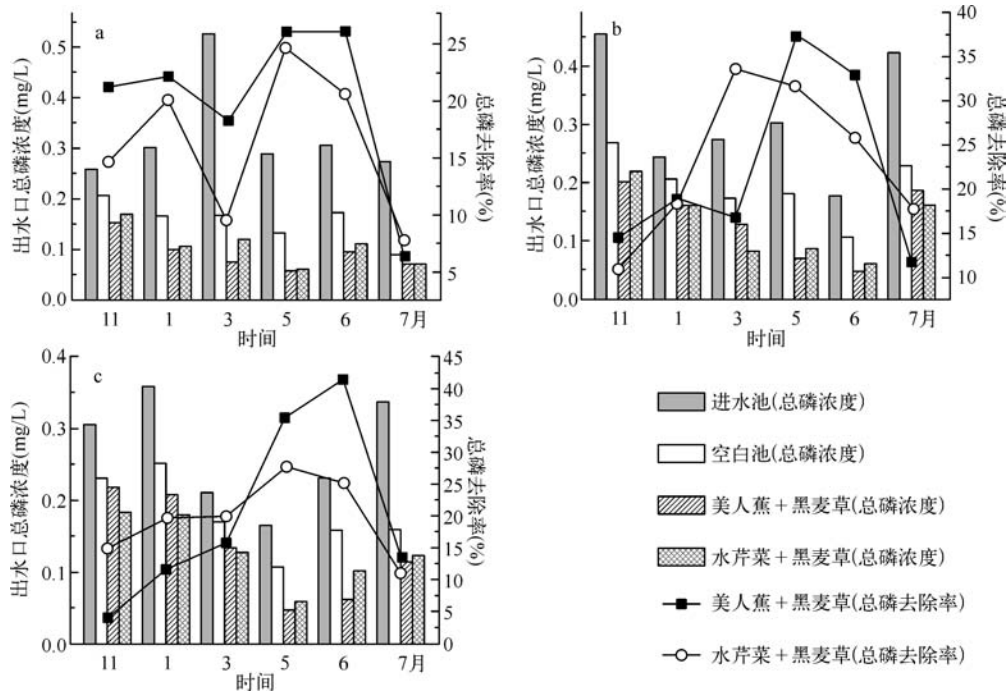 a
出水口总磷浓度(mg/L)
0.5
0.4
0.3
0.2
0.1
0.0
25
20
15
10
5
总磷去除率(%)
11 1 3 5 6 7月
时间
b
出水口总磷浓度(mg/L)
0.4
0.3
0.2
0.1
0.0
40
35
30
25
20
15
10
总磷去除率(%)
11 1 3 5 6 7月
时间
c
出水口总磷浓度(mg/L)
0.4
0.3
0.2
0.1
0.0
45
40
35
30
25
20
15
10
5
0
总磷去除率(%)
11 1 3 5 6 7月
时间
进水池(总磷浓度)
空白池(总磷浓度)
美人蕉+黑麦草(总磷浓度)
水芹菜+黑麦草(总磷浓度)
美人蕉+黑麦草(总磷去除率)
水芹菜+黑麦草(总磷去除率)